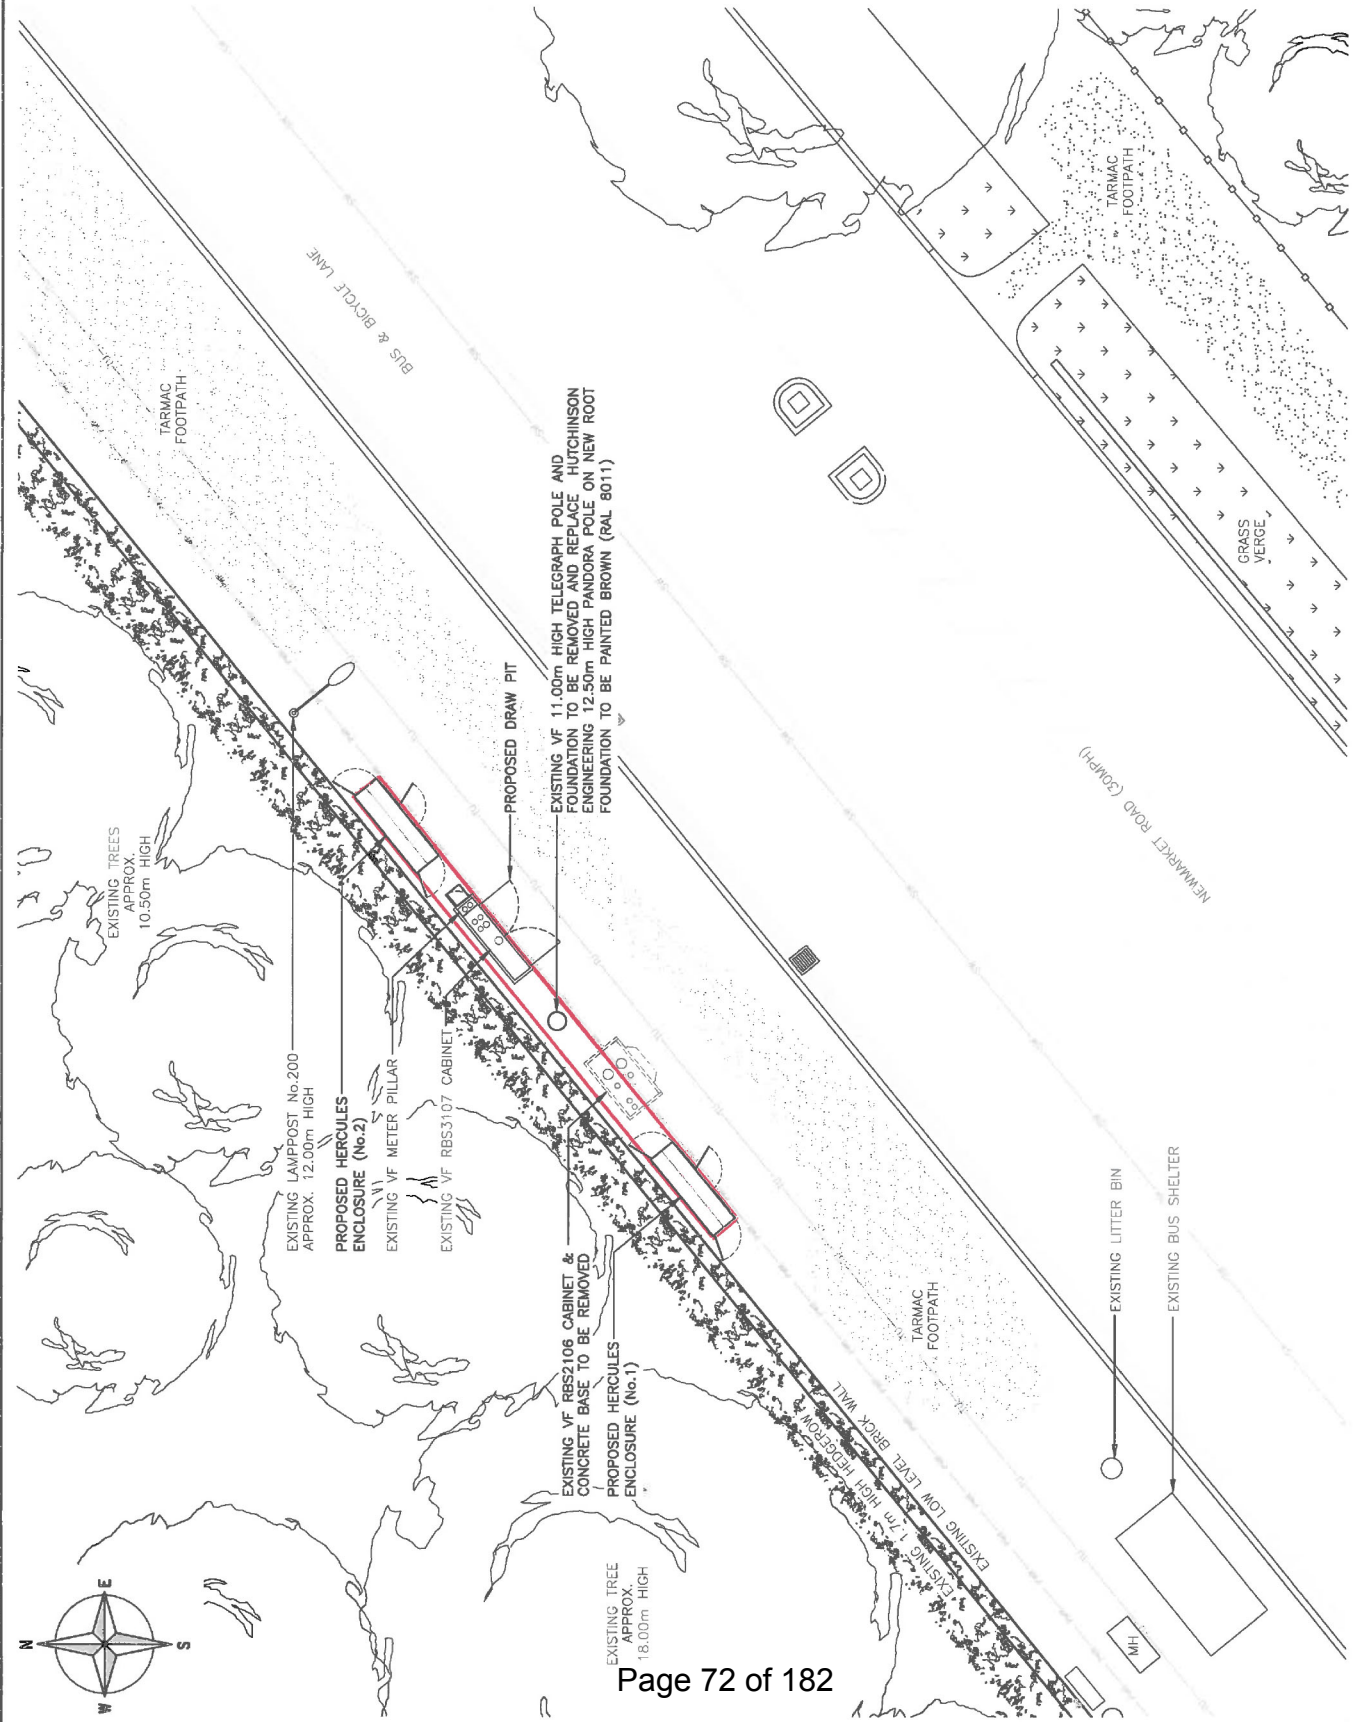 N
E
S
W
EXISTING TREES
APPROX.
10.50m HIGH
EXISTING LAMPPOST No.200
APPROX. 12.00m HIGH
PROPOSED HERCULES
ENCLOSURE (No.2)
EXISTING VF METER PILLAR
EXISTING VF RBS3107 CABINET
EXISTING VF RBS2106 CABINET &
CONCRETE BASE TO BE REMOVED
PROPOSED HERCULES
ENCLOSURE (No.1)
EXISTING TREE
APPROX.
18.00m HIGH
TARMAC
FOOTPATH
BUS & BICYCLE LANE
PROPOSED DRAW PIT
EXISTING VF 11.00m HIGH TELEGRAPH POLE AND
FOUNDATION TO BE REMOVED AND REPLACE HUTCHINSON
ENGINEERING 12.50m HIGH PANDORA POLE ON NEW ROOT
FOUNDATION TO BE PAINTED BROWN (RAL 8011)
NEWMARKET ROAD (30MPH)
TARMAC
FOOTPATH
GRASS
VERGE
TARMAC
FOOTPATH
EXISTING 1.7m HIGH HEDGEROW
EXISTING LOW LEVEL BRICK WALL
EXISTING LITTER BIN
EXISTING BUS SHELTER
MH
Page 72 of 182